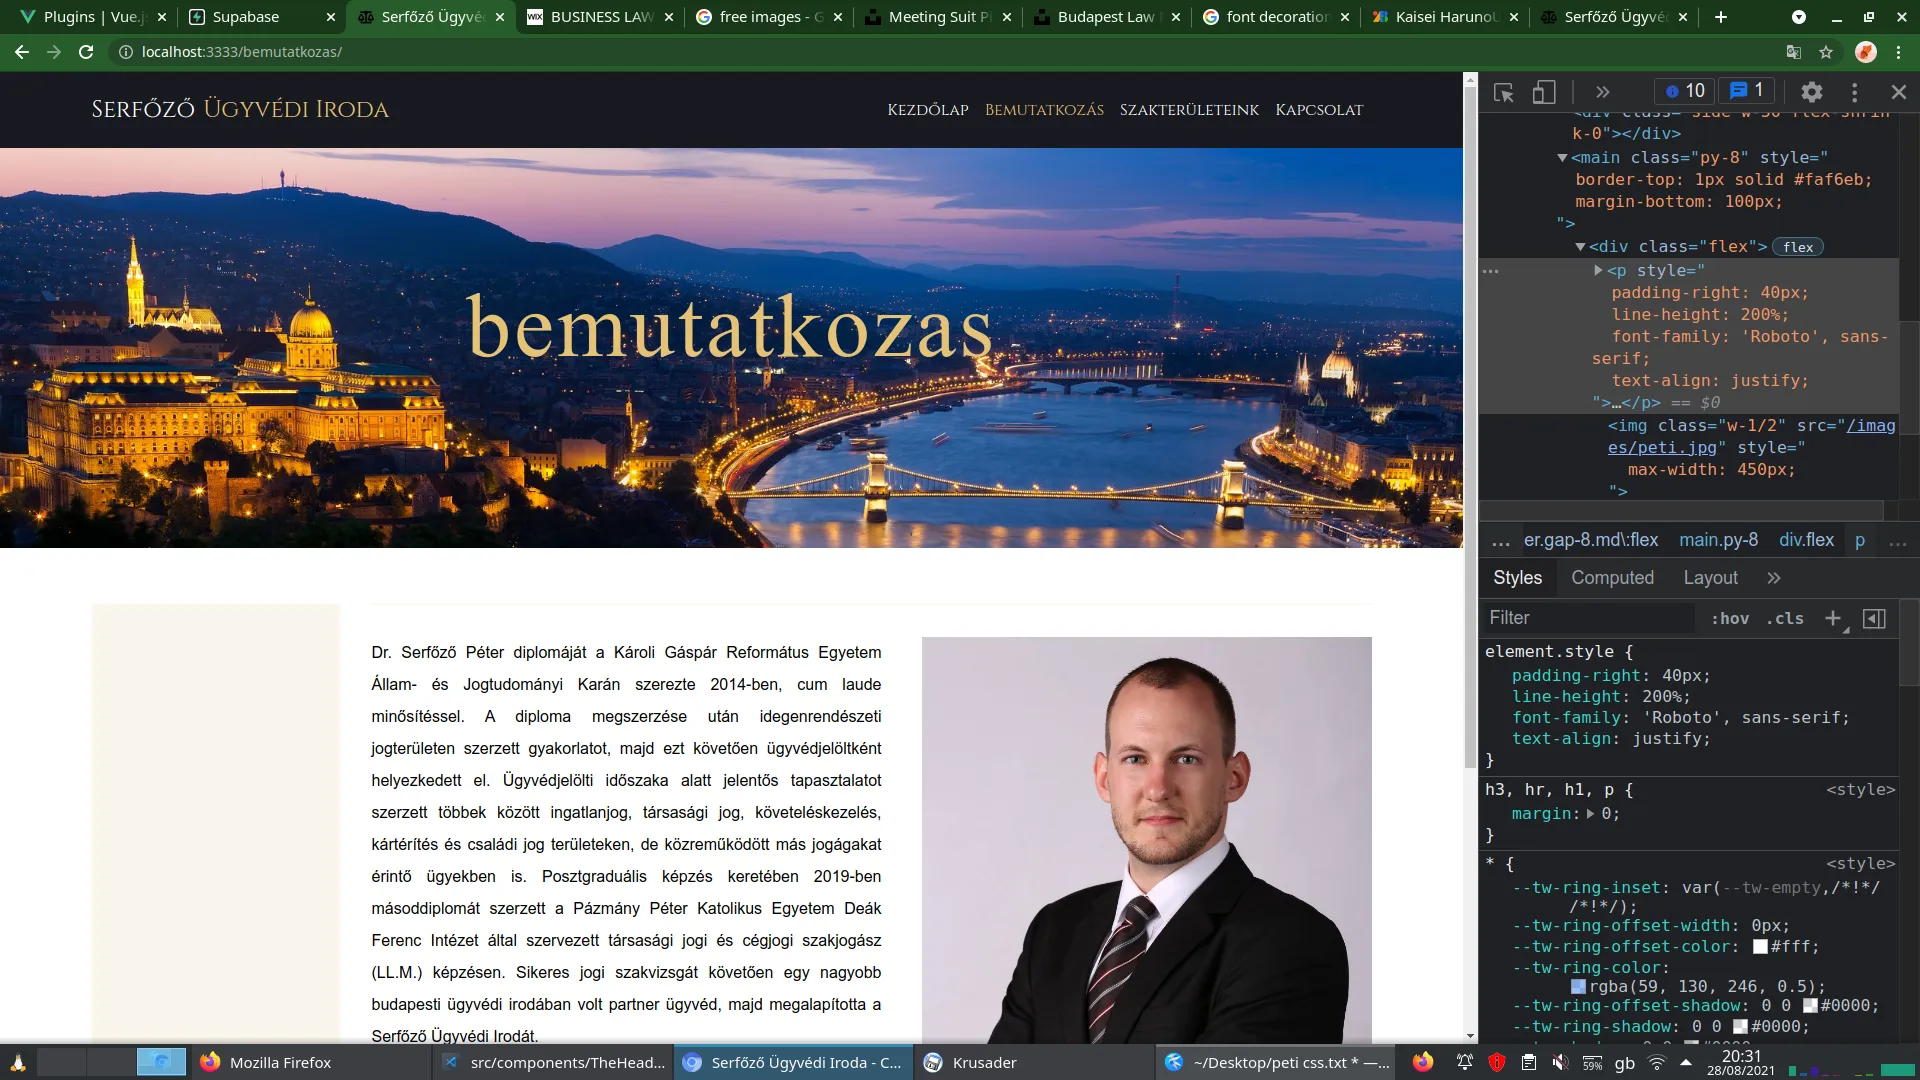 Plugins | Vue.j
Supabase
Serfőző Ügyvéd
BUSINESS LAW
free images - G
Meeting Suit P
Budapest Law
font decoration
Kaisei HarunoU
Serfőző Ügyvéd
localhost:3333/bemutatkozas/
Serfőző Ügyvédi Iroda
Kezdőlap Bemutatkozás Szakterületeink Kapcsolat
bemutatkozas
Dr. Serfőző Péter diplomáját a Károli Gáspár Református Egyetem
Állam- és Jogtudományi Karán szerezte 2014-ben, cum laude
minősítéssel. A diploma megszerzése után idegenrendészeti
jogterületen szerzett gyakorlatot, majd ezt követően ügyvédjelöltként
helyezkedett el. Ügyvédjelölti időszaka alatt jelentős tapasztalatot
szerzett többek között ingatlanjog, társasági jog, követeléskezelés,
kártérítés és családi jog területeken, de közreműködött más jogágakat
érintő ügyekben is. Posztgraduális képzés keretében 2019-ben
másoddiplomát szerzett a Pázmány Péter Katolikus Egyetem Deák
Ferenc Intézet által szervezett társasági jogi és cégjogi szakjogász
(LL.M.) képzésen. Sikeres jogi szakvizsgát követően egy nagyobb
budapesti ügyvédi irodában volt partner ügyvéd, majd megalapította a
Serfőző Ügyvédi Irodát.
10 1
<div class="side w-56 flex-shrin
k-0"></div>
<main class="py-8" style="
border-top: 1px solid #faf6eb;
margin-bottom: 100px;
">
<div class="flex"> flex
<p style="
padding-right: 40px;
line-height: 200%;
font-family: 'Roboto', sans-
serif;
text-align: justify;
">…</p> == $0
<img class="w-1/2" src="/imag
es/peti.jpg" style="
max-width: 450px;
">
... er.gap-8.md\:flex main.py-8 div.flex p ...
Styles Computed Layout
Filter :hov .cls
element.style {
padding-right: 40px;
line-height: 200%;
font-family: 'Roboto', sans-serif;
text-align: justify;
}
h3, hr, h1, p { <style>
margin: 0;
}
* { <style>
--tw-ring-inset: var(--tw-empty,/*!*/
/*!*/);
--tw-ring-offset-width: 0px;
--tw-ring-offset-color: #fff;
--tw-ring-color:
rgba(59, 130, 246, 0.5);
--tw-ring-offset-shadow: 0 0 #0000;
--tw-ring-shadow: 0 0 #0000;
Mozilla Firefox
src/components/TheHead...
Serfőző Ügyvédi Iroda - C...
Krusader
~/Desktop/peti css.txt * —...
59%
gb
20:31
28/08/2021